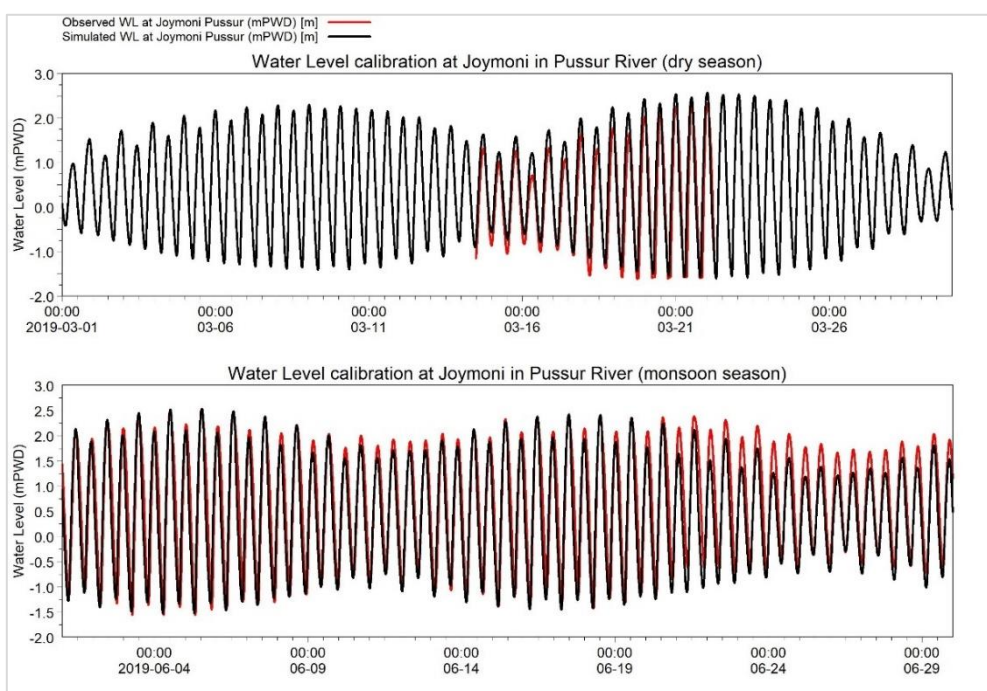 Observed WL at Joymoni Pussur (mPWD) [m]
Simulated WL at Joymoni Pussur (mPWD) [m]
Water Level calibration at Joymoni in Pussur River (dry season)
Water Level (mPWD)
3.0
2.0
1.0
0.0
-1.0
-2.0
00:00 00:00 00:00 00:00 00:00 00:00
2019-03-01 03-06 03-11 03-16 03-21 03-26
Water Level calibration at Joymoni in Pussur River (monsoon season)
Water Level (mPWD)
3.0
2.5
2.0
1.5
1.0
0.5
0.0
-0.5
-1.0
-1.5
-2.0
00:00 00:00 00:00 00:00 00:00 00:00
2019-06-04 06-09 06-14 06-19 06-24 06-29